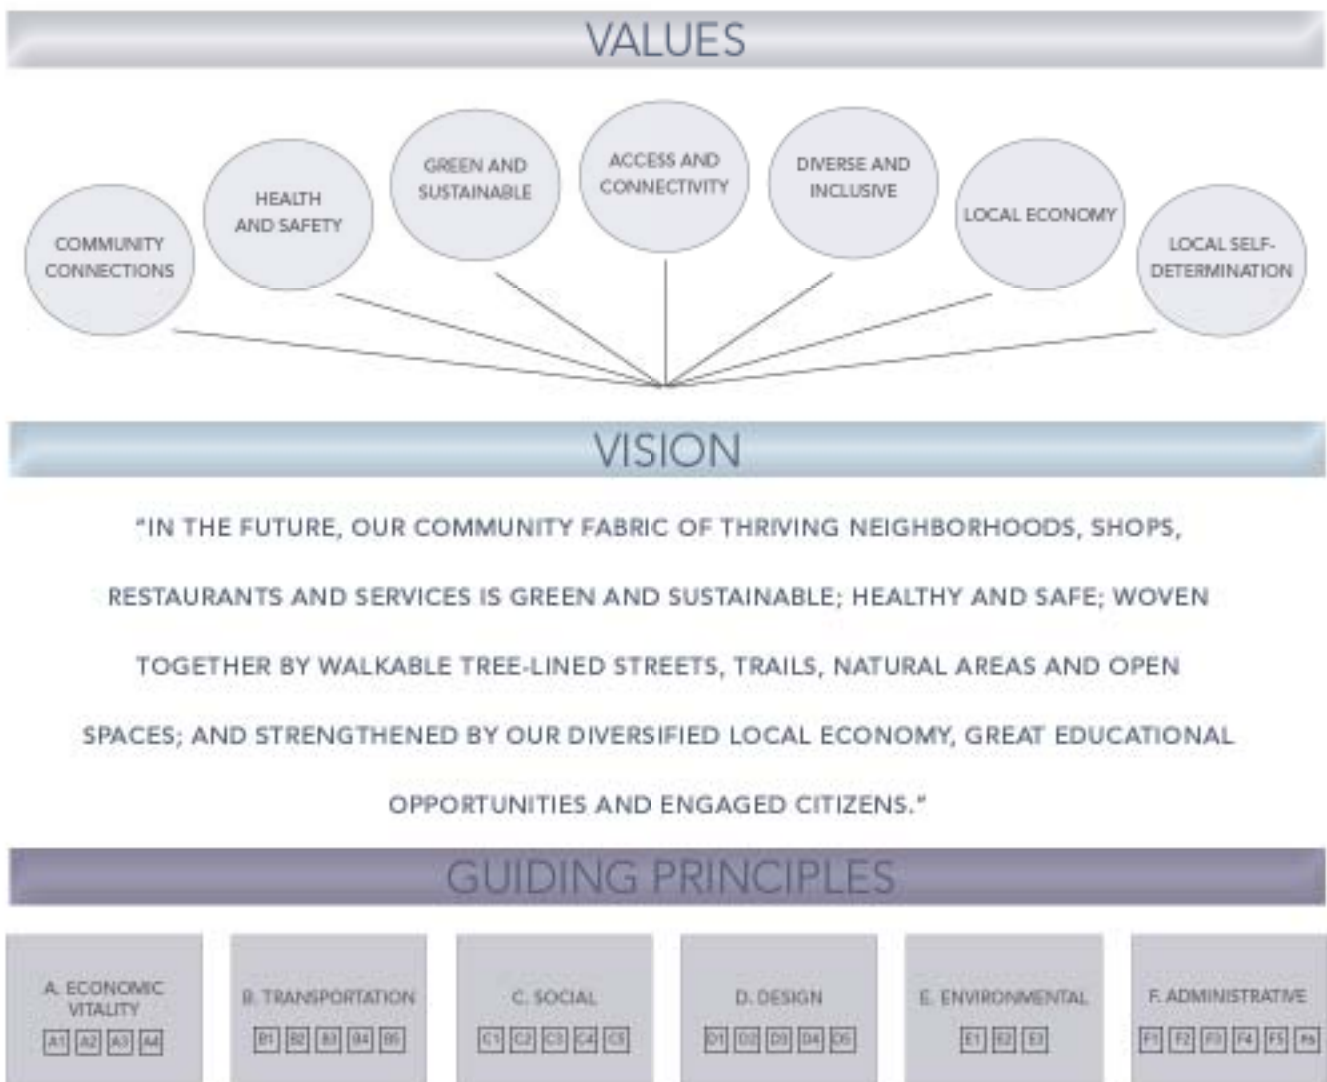 VALUES
COMMUNITY
CONNECTIONS
HEALTH
AND SAFETY
GREEN AND
SUSTAINABLE
ACCESS AND
CONNECTIVITY
DIVERSE AND
INCLUSIVE
LOCAL ECONOMY
LOCAL SELF-
DETERMINATION
VISION
"IN THE FUTURE, OUR COMMUNITY FABRIC OF THRIVING NEIGHBORHOODS, SHOPS,
RESTAURANTS AND SERVICES IS GREEN AND SUSTAINABLE; HEALTHY AND SAFE; WOVEN
TOGETHER BY WALKABLE TREE-LINED STREETS, TRAILS, NATURAL AREAS AND OPEN
SPACES; AND STRENGTHENED BY OUR DIVERSIFIED LOCAL ECONOMY, GREAT EDUCATIONAL
OPPORTUNITIES AND ENGAGED CITIZENS."
GUIDING PRINCIPLES
A. ECONOMIC
VITALITY
A1 A2 A3 A4
B. TRANSPORTATION
B1 B2 B3 B4 B5
C. SOCIAL
C1 C2 C3 C4 C5
D. DESIGN
D1 D2 D3 D4 D5
E. ENVIRONMENTAL
E1 E2 E3
F. ADMINISTRATIVE
F1 F2 F3 F4 F5 F6